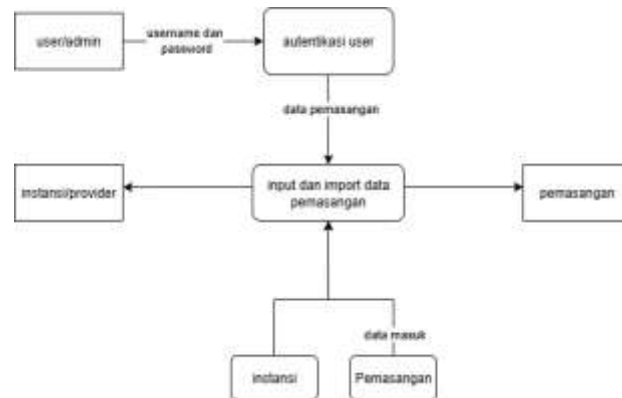 user/admin
username dan
pasword
autentikasi user
data pemasangan
instansi/provider
input dan import data
pemasangan
pemasangan
data masuk
instansi
Pemasangan